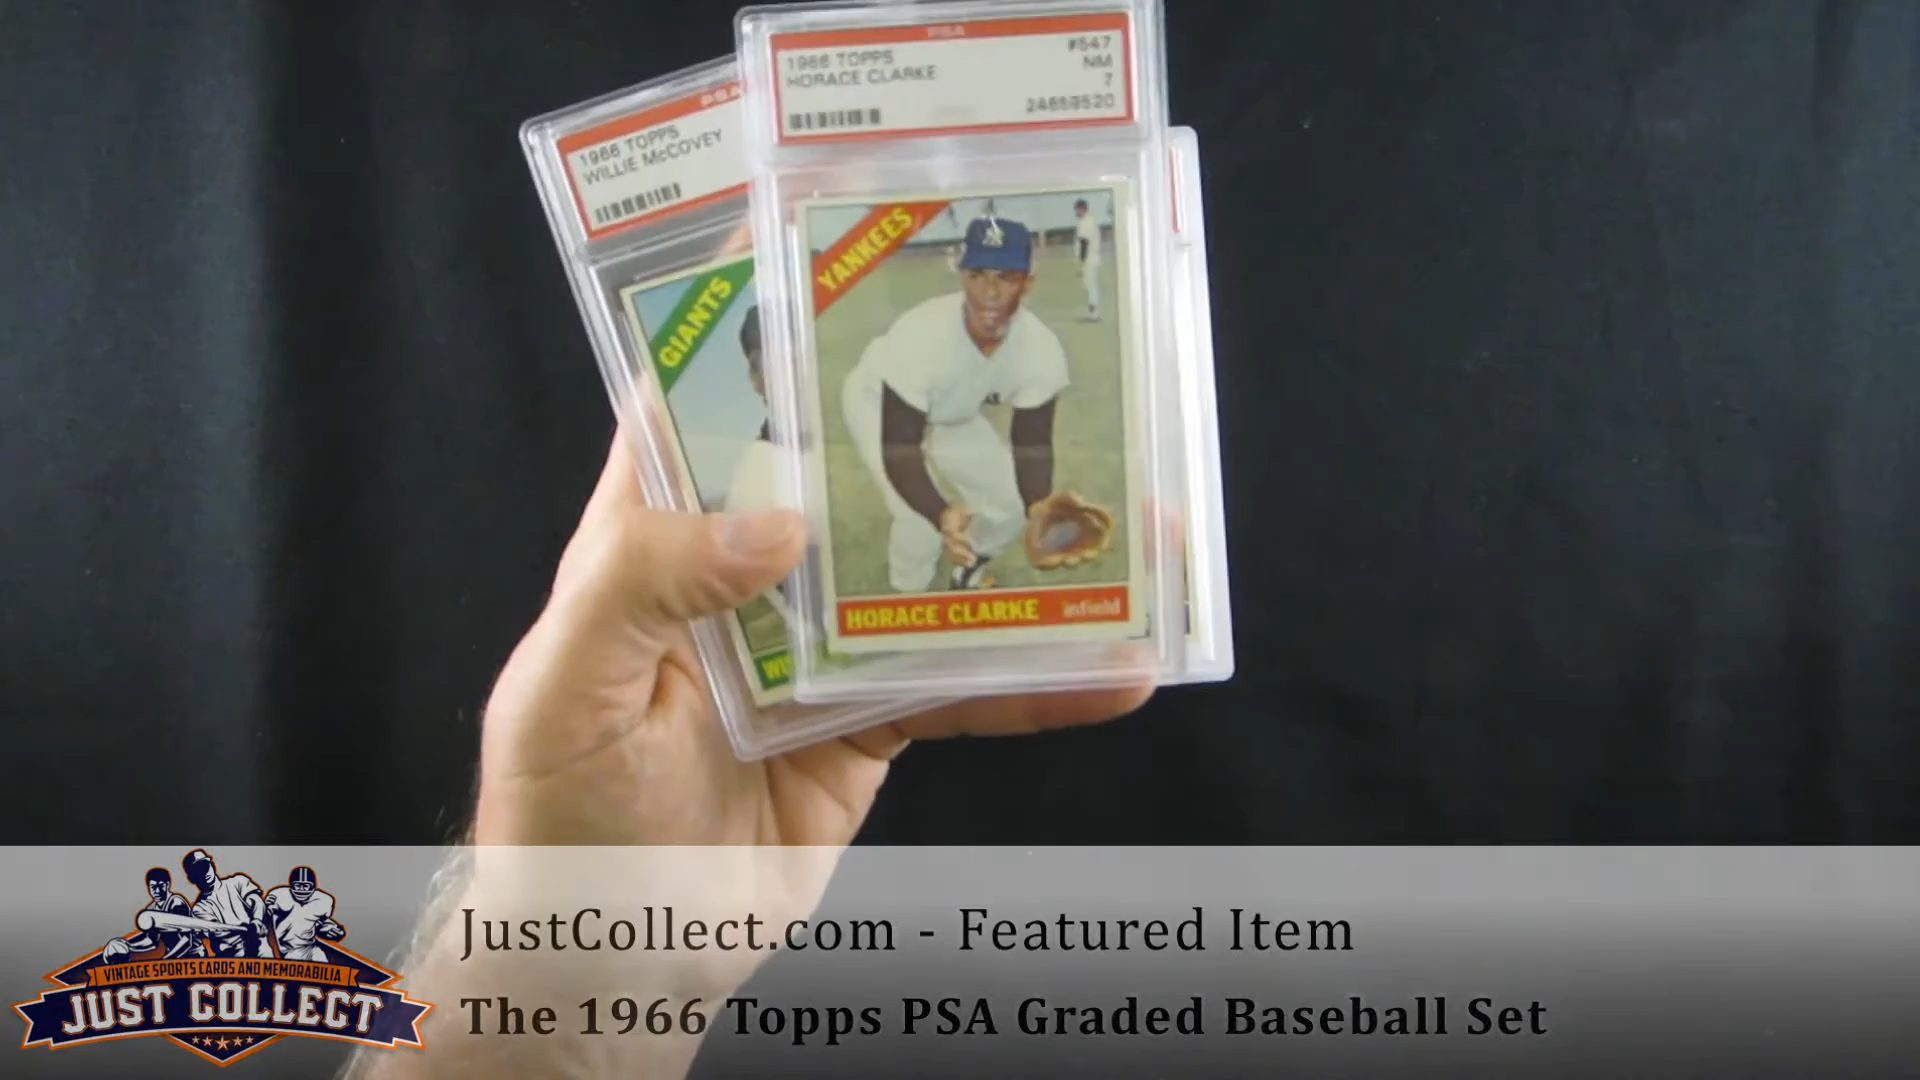 PSA
1966 TOPPS
HORACE CLARKE
#547
NM
7
24669520
PSA
1966 TOPPS
WILLIE McCOVEY
GIANTS
YANKEES
HORACE CLARKE infield
VINTAGE SPORTS CARDS AND MEMORABILIA
JUST COLLECT
JustCollect.com - Featured Item
The 1966 Topps PSA Graded Baseball Set